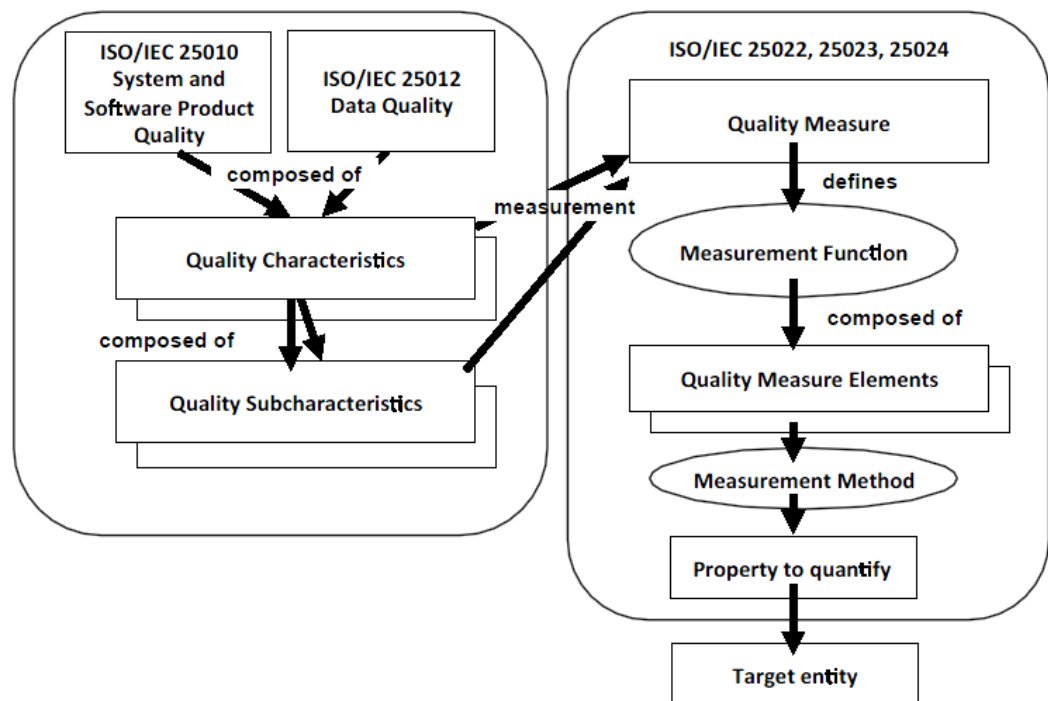 ISO/IEC 25010
System and
Software Product
Quality
ISO/IEC 25012
Data Quality
composed of
Quality Characteristics
composed of
Quality Subcharacteristics
measurement
ISO/IEC 25022, 25023, 25024
Quality Measure
defines
Measurement Function
composed of
Quality Measure Elements
Measurement Method
Property to quantify
Target entity